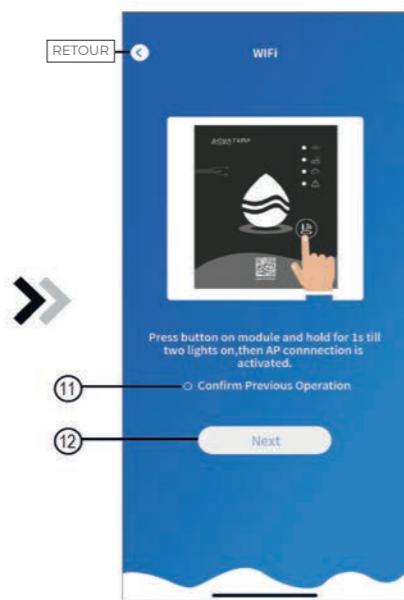 RETOUR
WIFi
AQUATEMP
Press button on module and hold for 1s till
two lights on,then AP connnection is
activated.
11
Confirm Previous Operation
12
Next